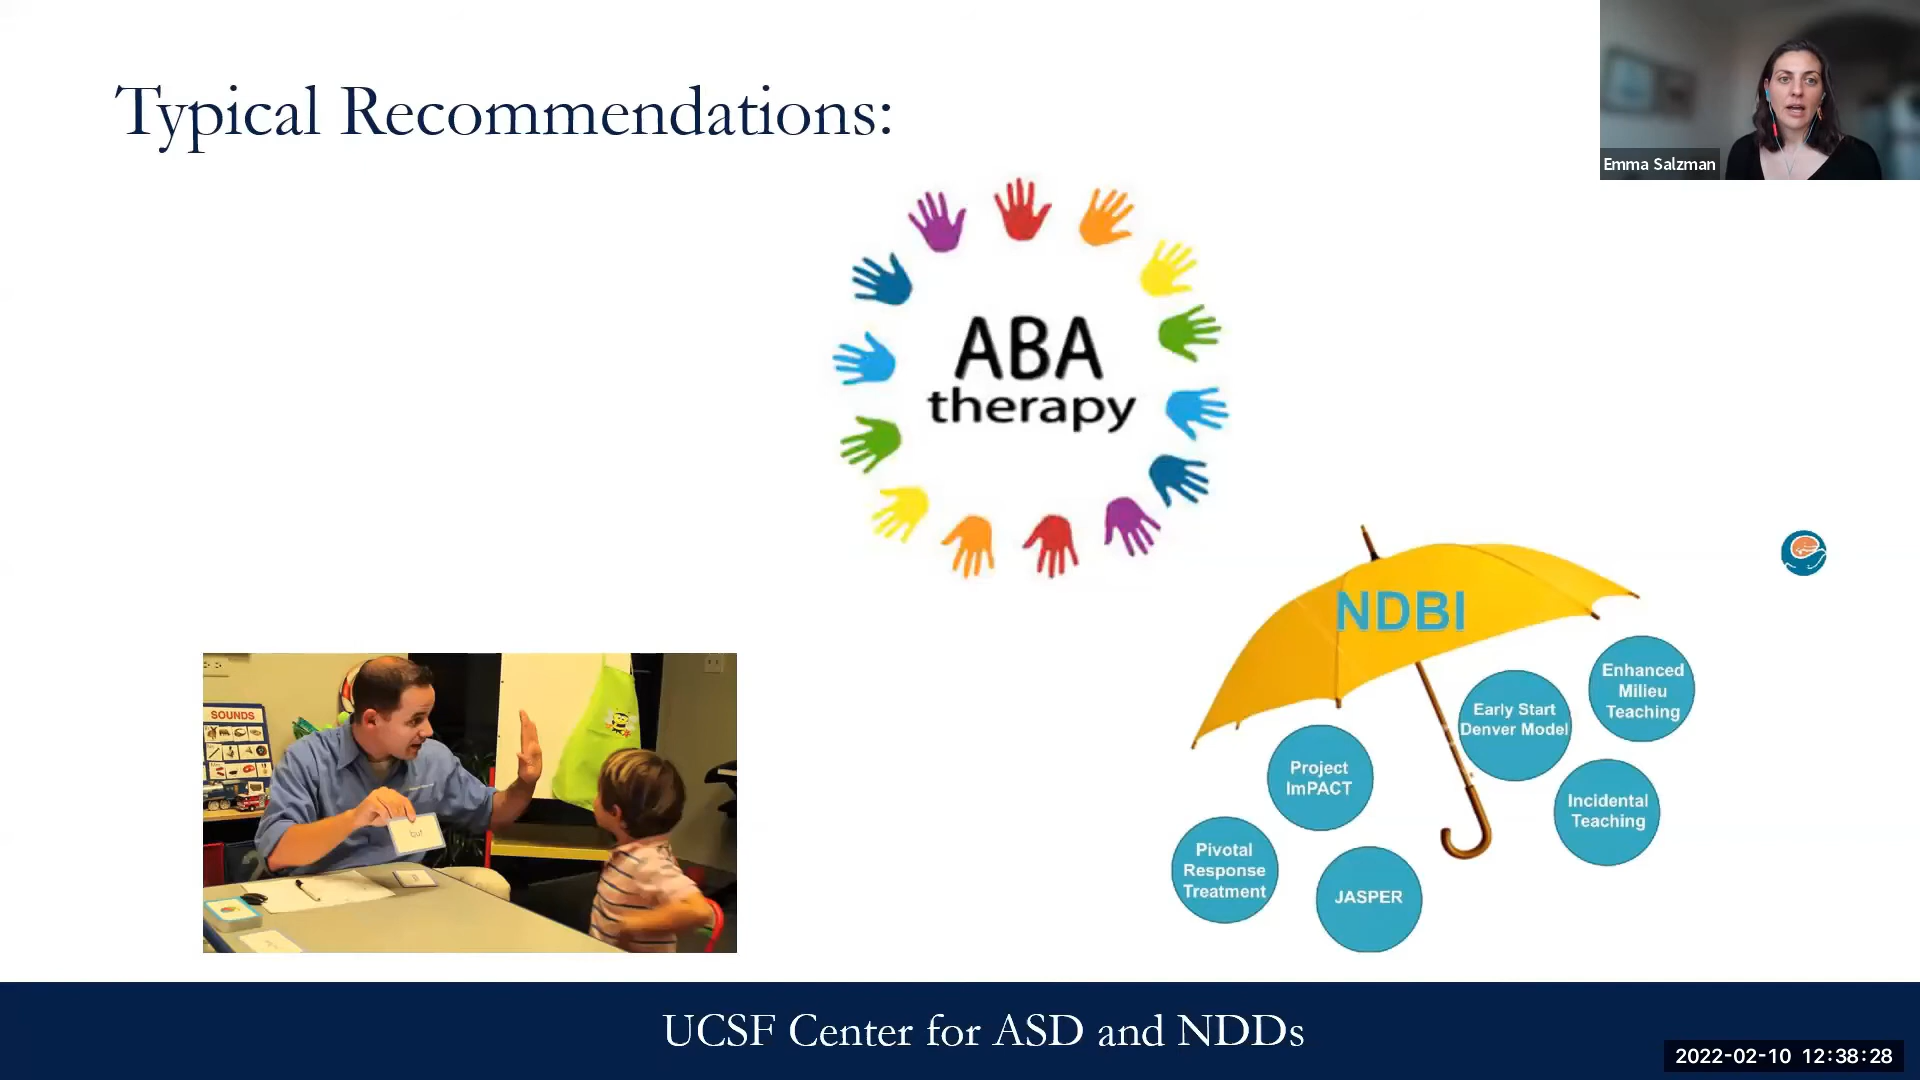 Typical Recommendations:
Emma Salzman
ABA
therapy
NDBI
Enhanced
Milieu
Teaching
Early Start
Denver Model
Project
ImPACT
Incidental
Teaching
Pivotal
Response
Treatment
JASPER
SOUNDS
but
UCSF Center for ASD and NDDs
2022-02-10 12:38:28